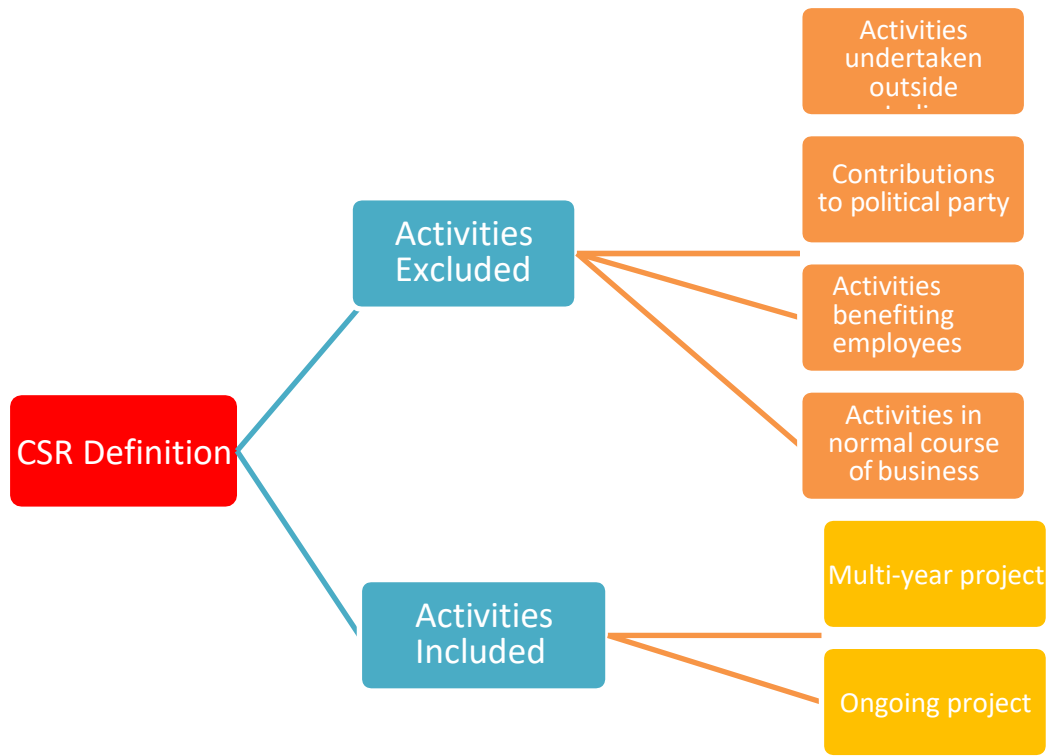 Activities
undertaken
outside
Contributions
to political party
Activities
Excluded
Activities
benefiting
employees
CSR Definition
Activities in
normal course
of business
Multi-year project
Activities
Included
Ongoing project